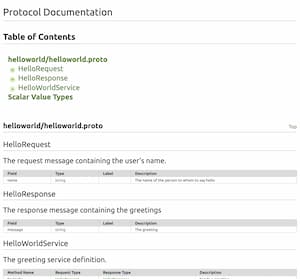 Protocol Documentation
Table of Contents
helloworld/helloworld.proto
HelloRequest
HelloResponse
HelloWorldService
Scalar Value Types
helloworld/helloworld.proto Top
HelloRequest
The request message containing the user's name.
Field Type Label Description
name string The name of the person to whom to say hello
HelloResponse
The response message containing the greetings
Field Type Label Description
message string The greeting
HelloWorldService
The greeting service definition.
Method Name Request Type Response Type Description